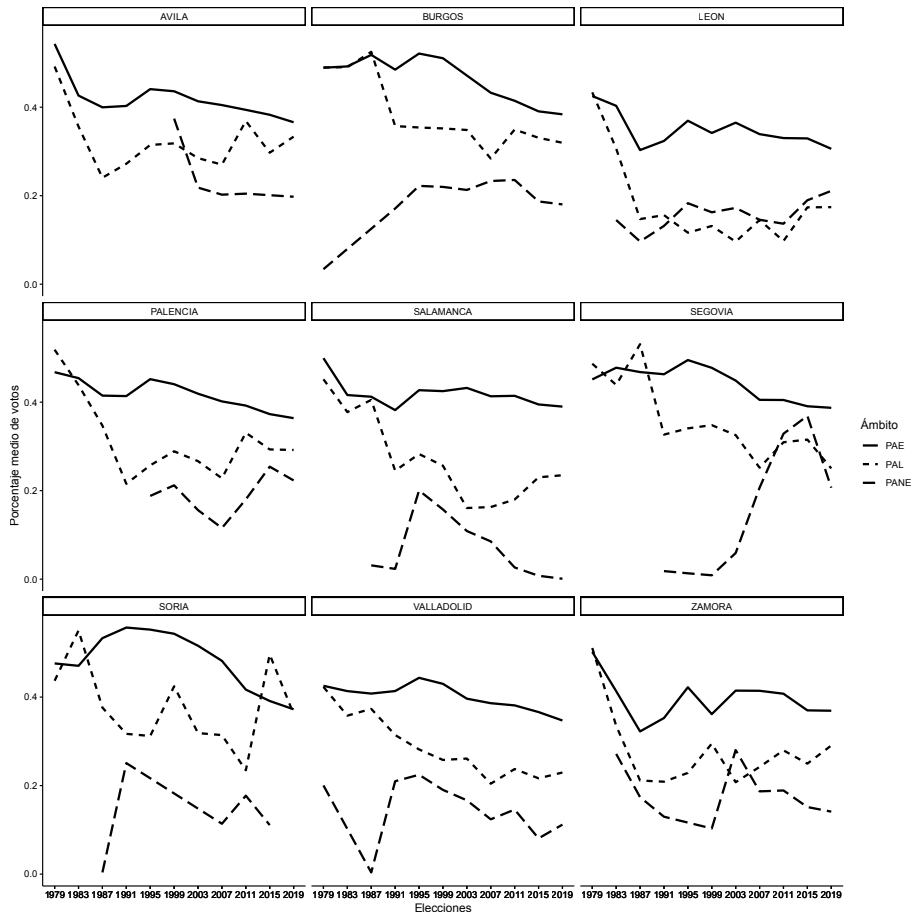 AVILA
BURGOS
LEON
0.4
0.2
0.0
PALENCIA
SALAMANCA
SEGOVIA
0.4
0.2
0.0
SORIA
VALLADOLID
ZAMORA
0.4
0.2
0.0
1979 1983 1987 1991 1995 1999 2003 2007 2011 2015 2019
1979 1983 1987 1991 1995 1999 2003 2007 2011 2015 2019
1979 1983 1987 1991 1995 1999 2003 2007 2011 2015 2019
Elecciones
Porcentaje medio de votos
Ámbito
PAE
PAL
PANE